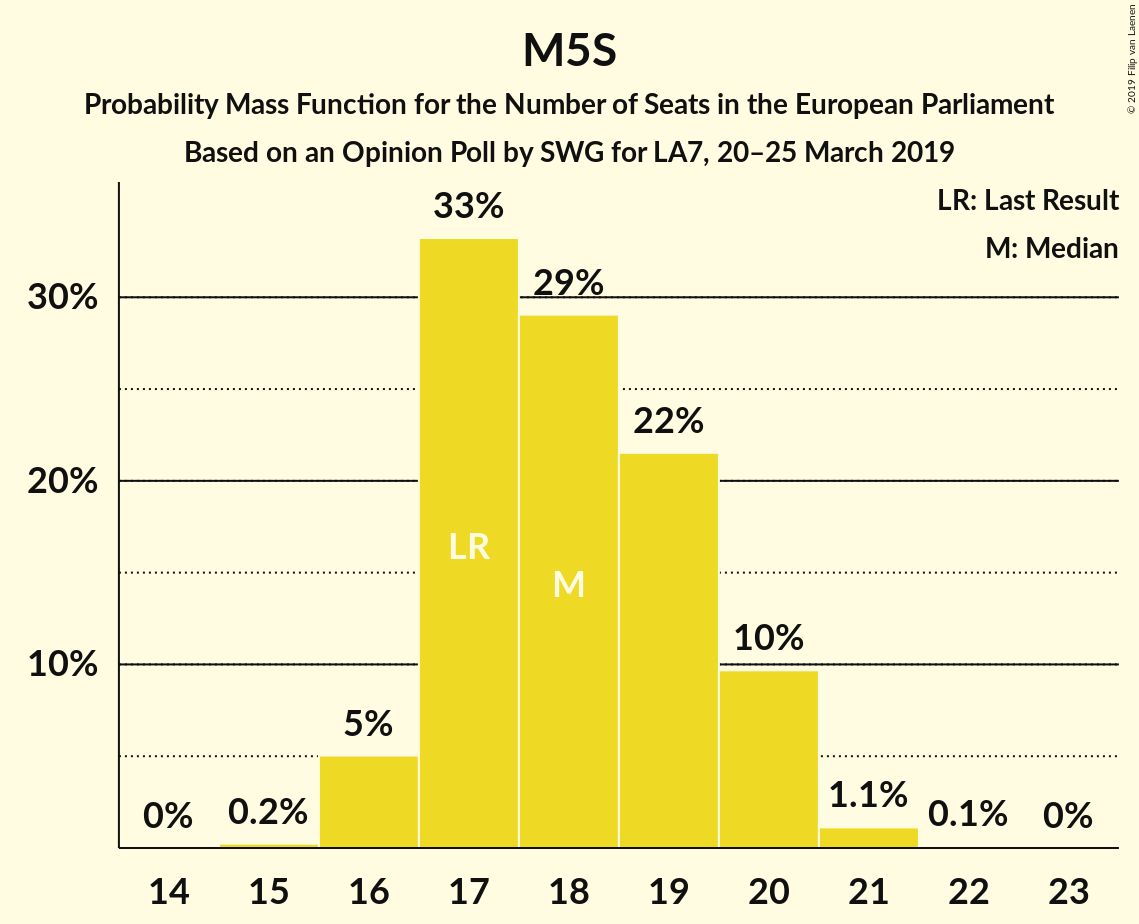 M5S
Probability Mass Function for the Number of Seats in the European Parliament
Based on an Opinion Poll by SWG for LA7, 20–25 March 2019
© 2019 Filip van Laenen
LR: Last Result
M: Median
30%
20%
10%
0%
0.2%
5%
33%
29%
22%
10%
1.1%
0.1%
0%
LR
M
14 15 16 17 18 19 20 21 22 23